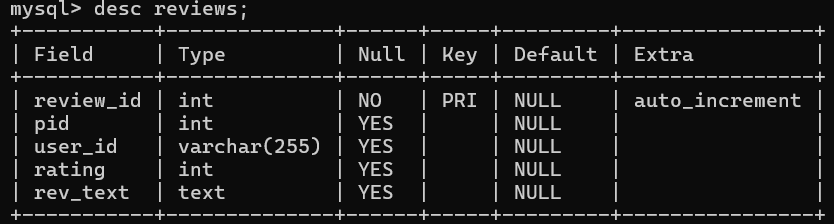 mysql> desc reviews;
+-----------+--------------+------+-----+---------+----------------+
| Field     | Type         | Null | Key | Default | Extra          |
+-----------+--------------+------+-----+---------+----------------+
| review_id | int          | NO   | PRI | NULL    | auto_increment |
| pid       | int          | YES  |     | NULL    |                |
| user_id   | varchar(255) | YES  |     | NULL    |                |
| rating    | int          | YES  |     | NULL    |                |
| rev_text  | text         | YES  |     | NULL    |                |
+-----------+--------------+------+-----+---------+----------------+